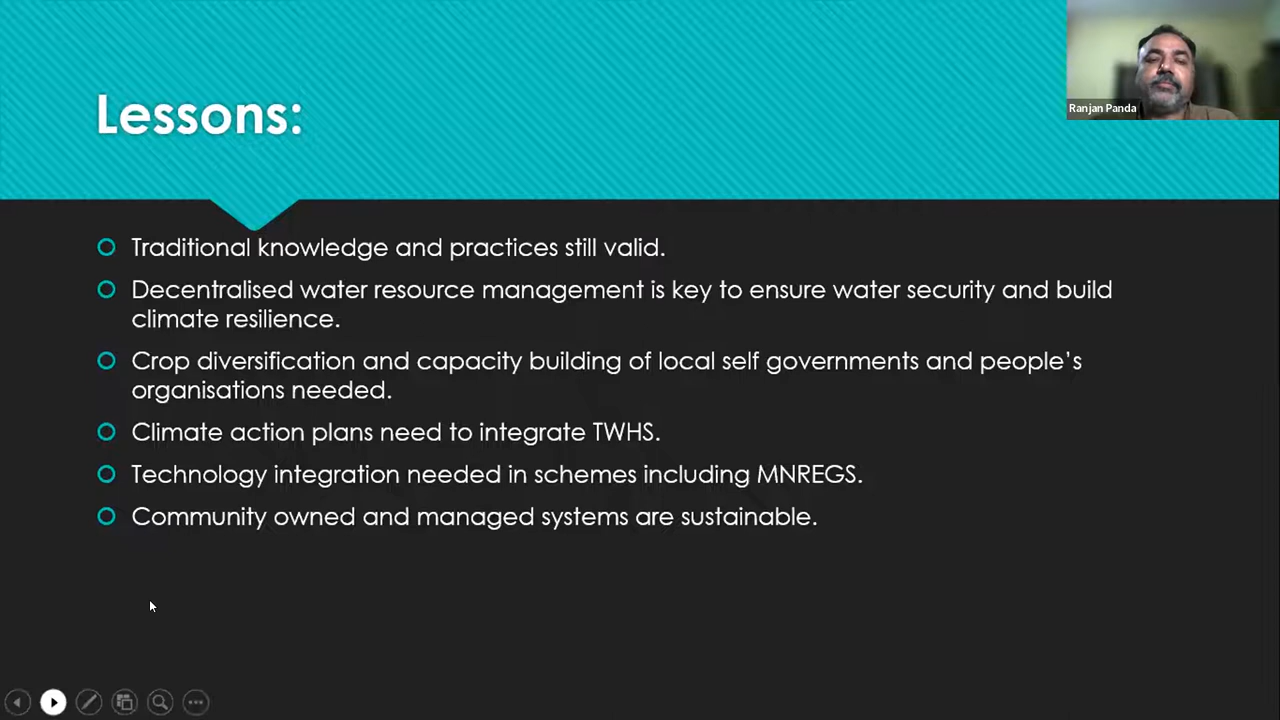 Ranjan Panda
Lessons:
Traditional knowledge and practices still valid.
Decentralised water resource management is key to ensure water security and build
climate resilience.
Crop diversification and capacity building of local self governments and people’s
organisations needed.
Climate action plans need to integrate TWHS.
Technology integration needed in schemes including MNREGS.
Community owned and managed systems are sustainable.